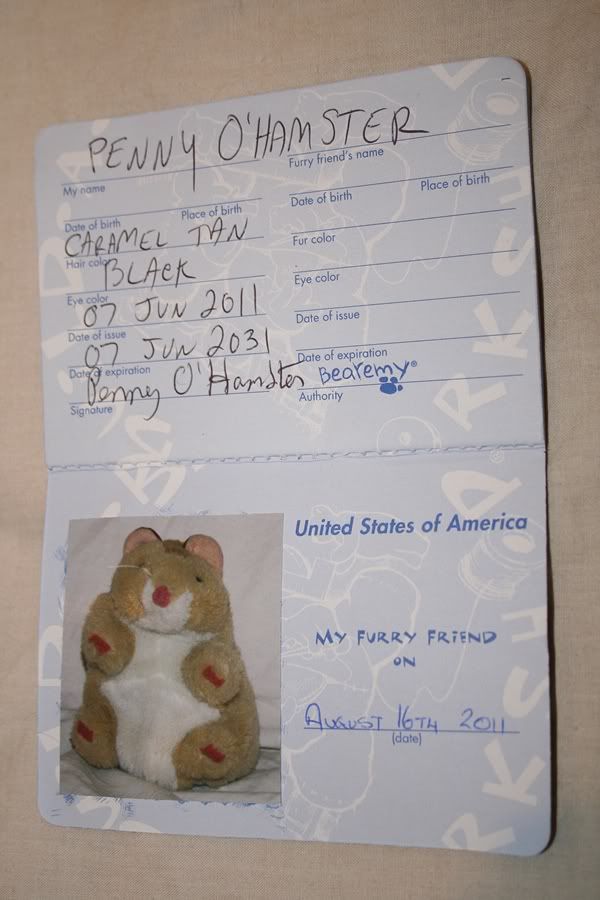 PENNY O'HAMSTER
My name
Furry friend's name
Date of birth Place of birth
Date of birth Place of birth
CARAMEL TAN
Hair color
Fur color
BLACK
Eye color
Eye color
07 JUN 2011
Date of issue
Date of issue
07 JUN 2031
Date of expiration
Date of expiration
Penny O'Hamster
Bearemy®
Signature
Authority
United States of America
MY FURRY FRIEND
ON
AUGUST 16TH 2011
(date)